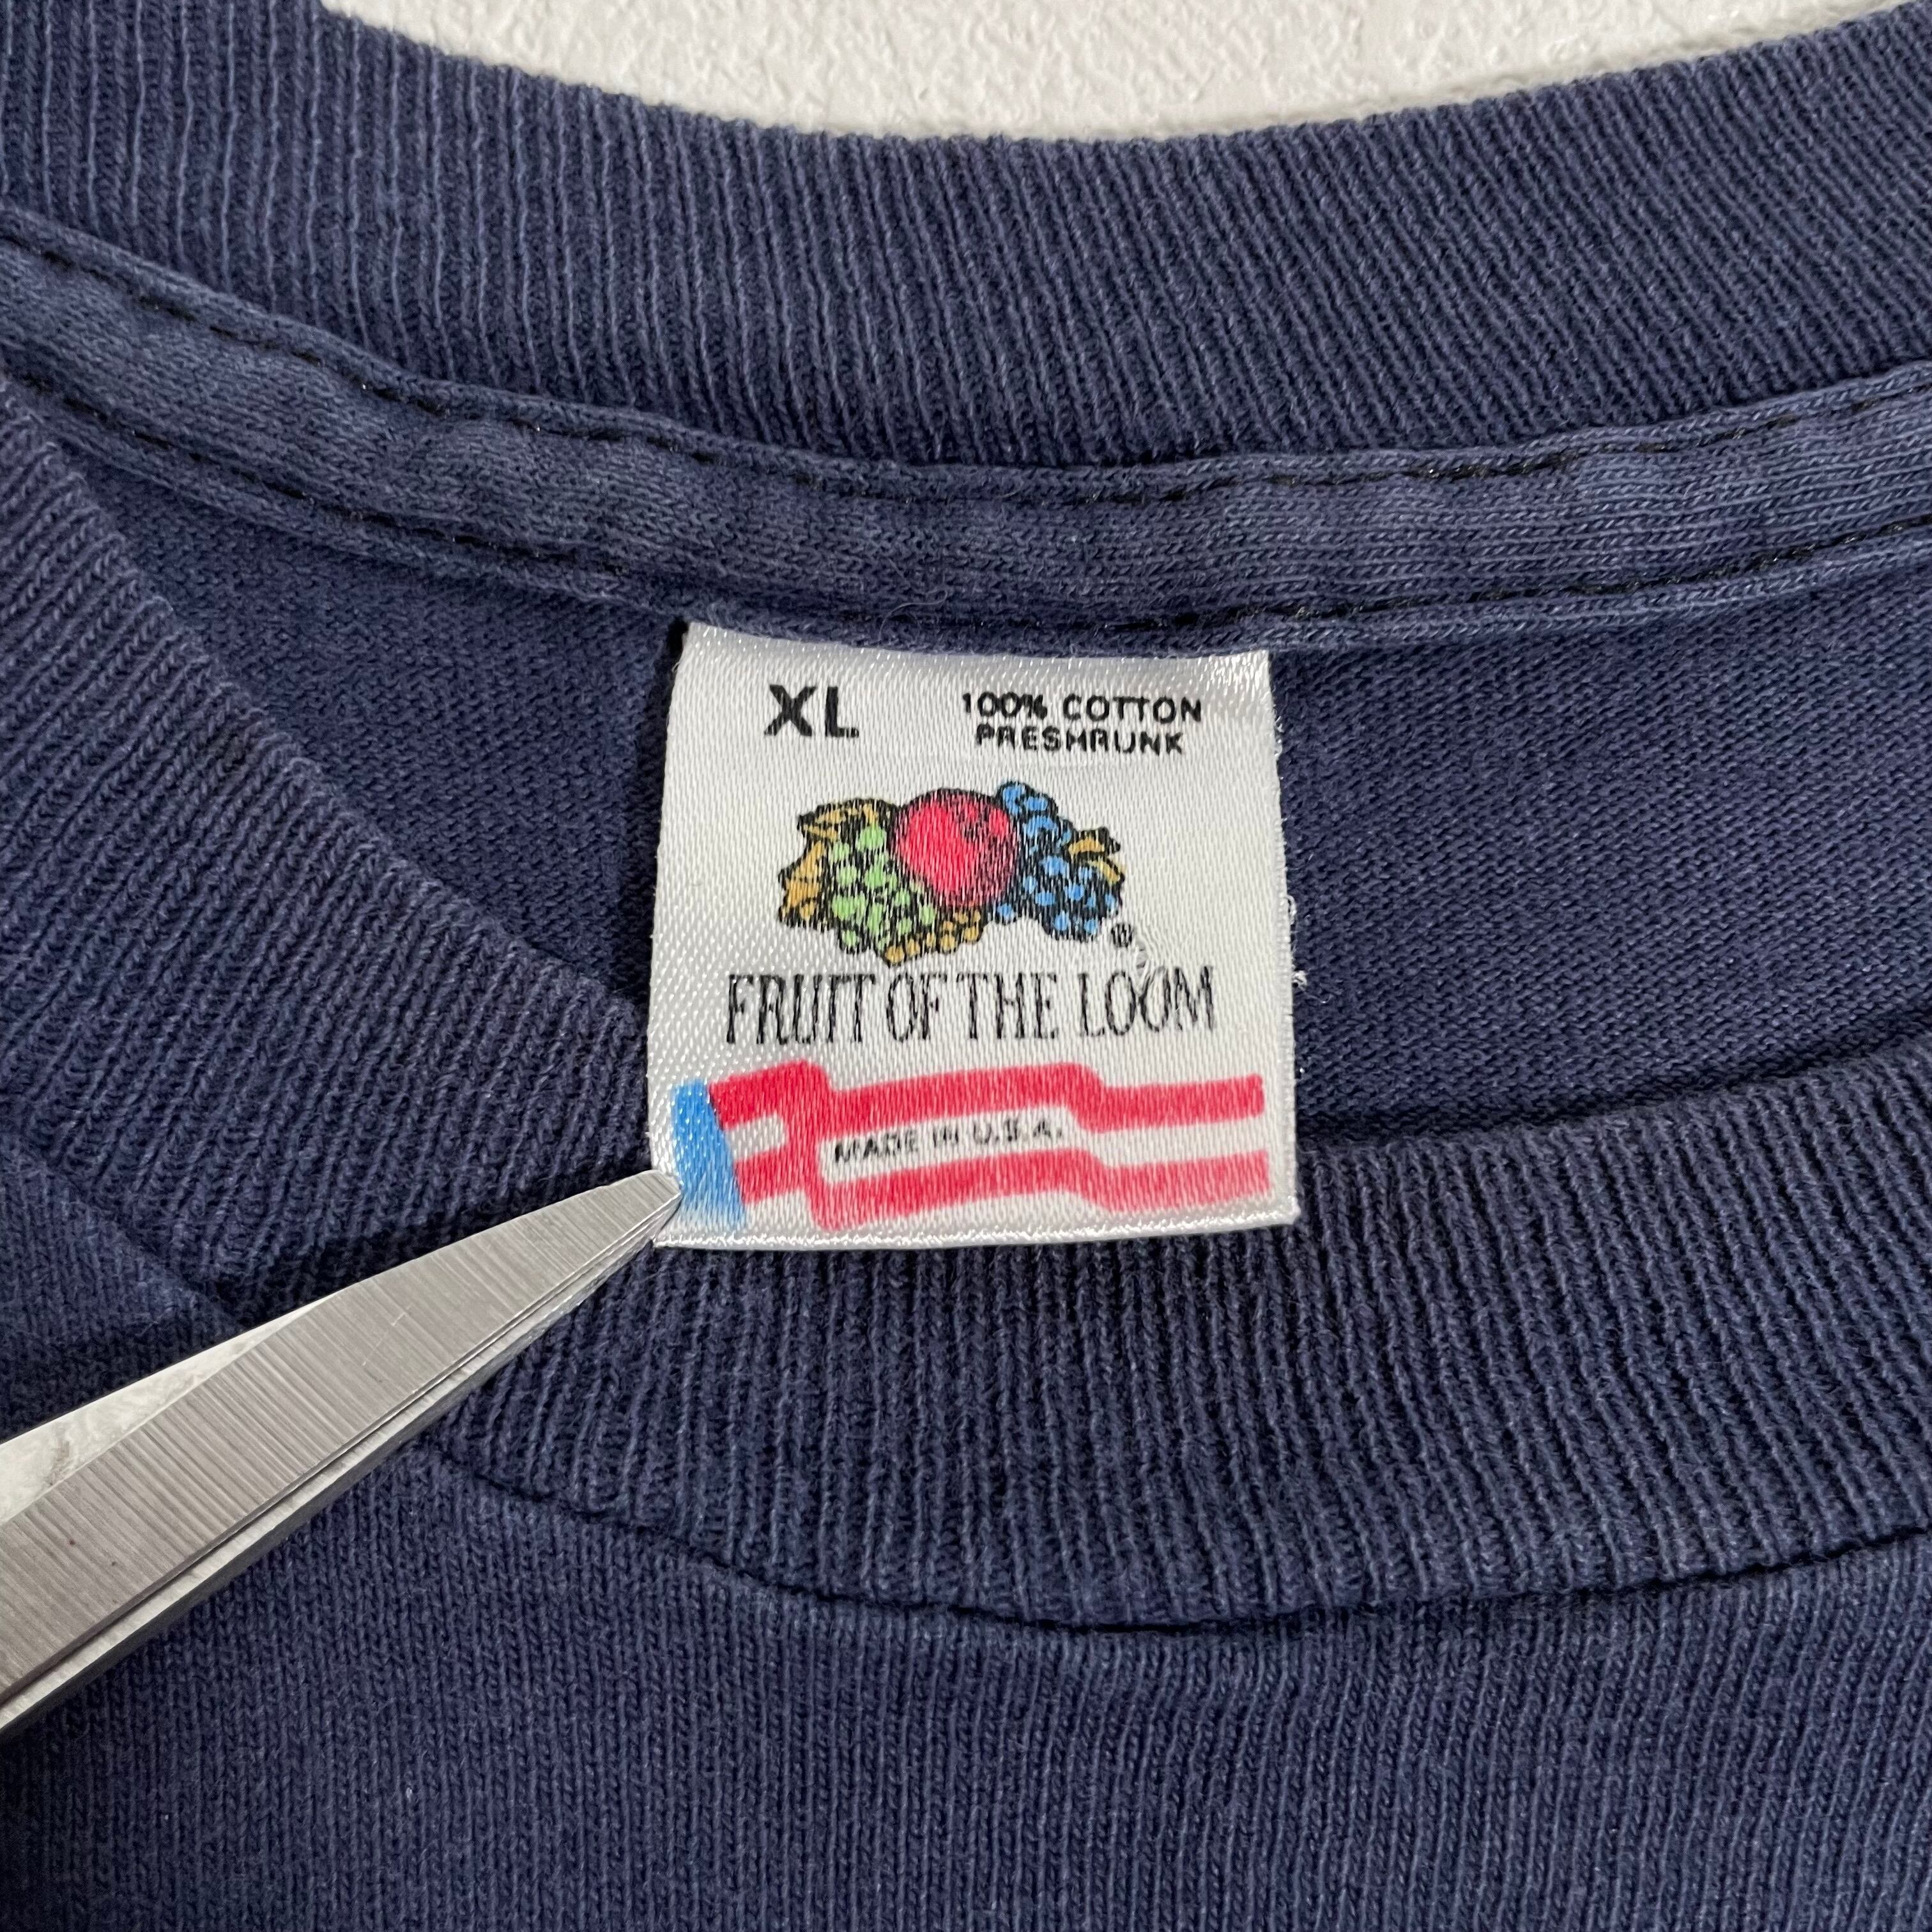 XL
100% COTTON
PRESHRUNK
®
FRUIT OF THE LOOM
MADE IN U.S.A.